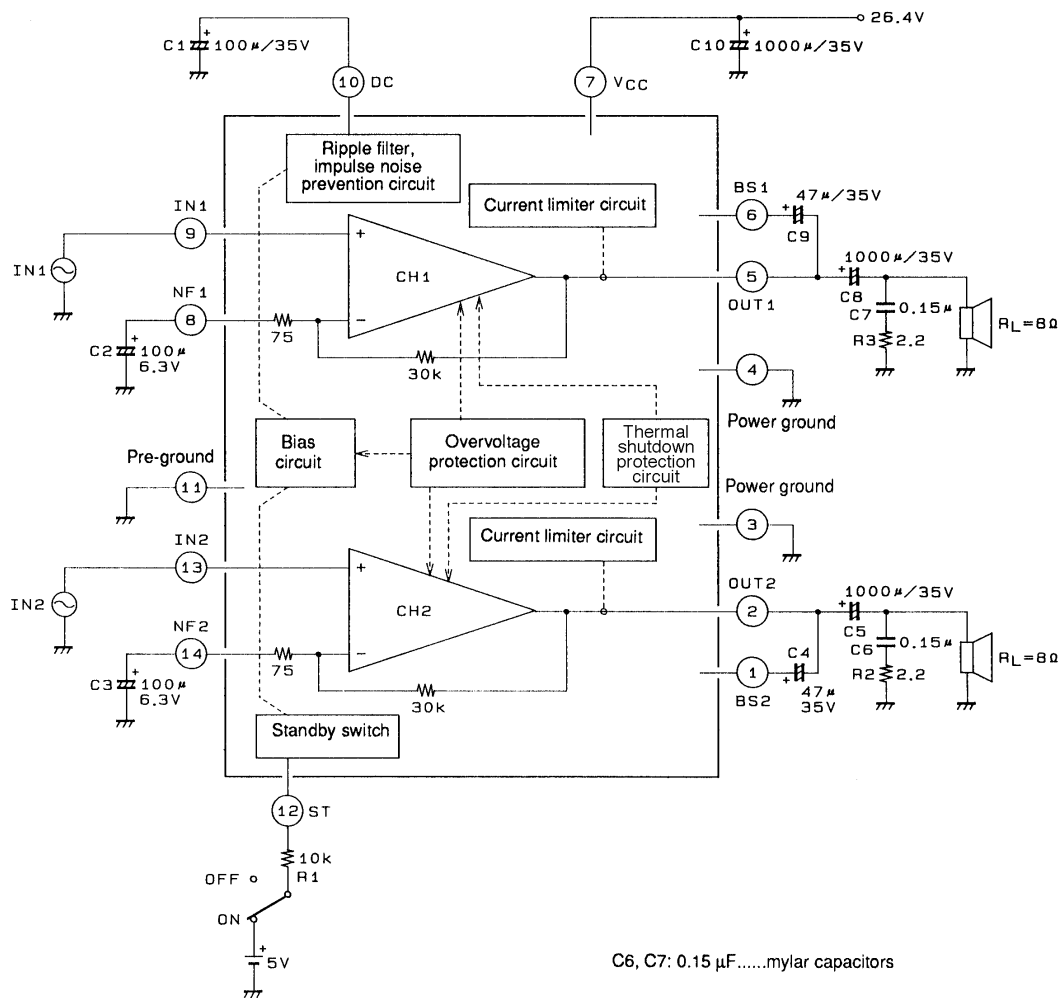 26.4V
C1
+
100μ/35V
C10
+
1000μ/35V
10
DC
7
VCC
Ripple filter,
impulse noise
prevention circuit
Current limiter circuit
BS1
47μ/35V
6
+
C9
IN1
9
+
IN1
CH1
1000μ/35V
5
+
OUT1
C8
C7
0.15μ
R3
2.2
RL=8Ω
NF1
8
75
−
C2
+
100μ
6.3V
30k
4
Power ground
Bias
circuit
Overvoltage
protection circuit
Thermal
shutdown
protection
circuit
Pre-ground
11
Power ground
3
IN2
13
+
Current limiter circuit
IN2
CH2
OUT2
2
1000μ/35V
+
C5
C6
0.15μ
R2
2.2
RL=8Ω
NF2
14
75
−
C3
+
100μ
6.3V
30k
C4
1
+
47μ
35V
BS2
Standby switch
12
ST
10k
R1
OFF
ON
+
5V
C6, C7: 0.15 μF......mylar capacitors